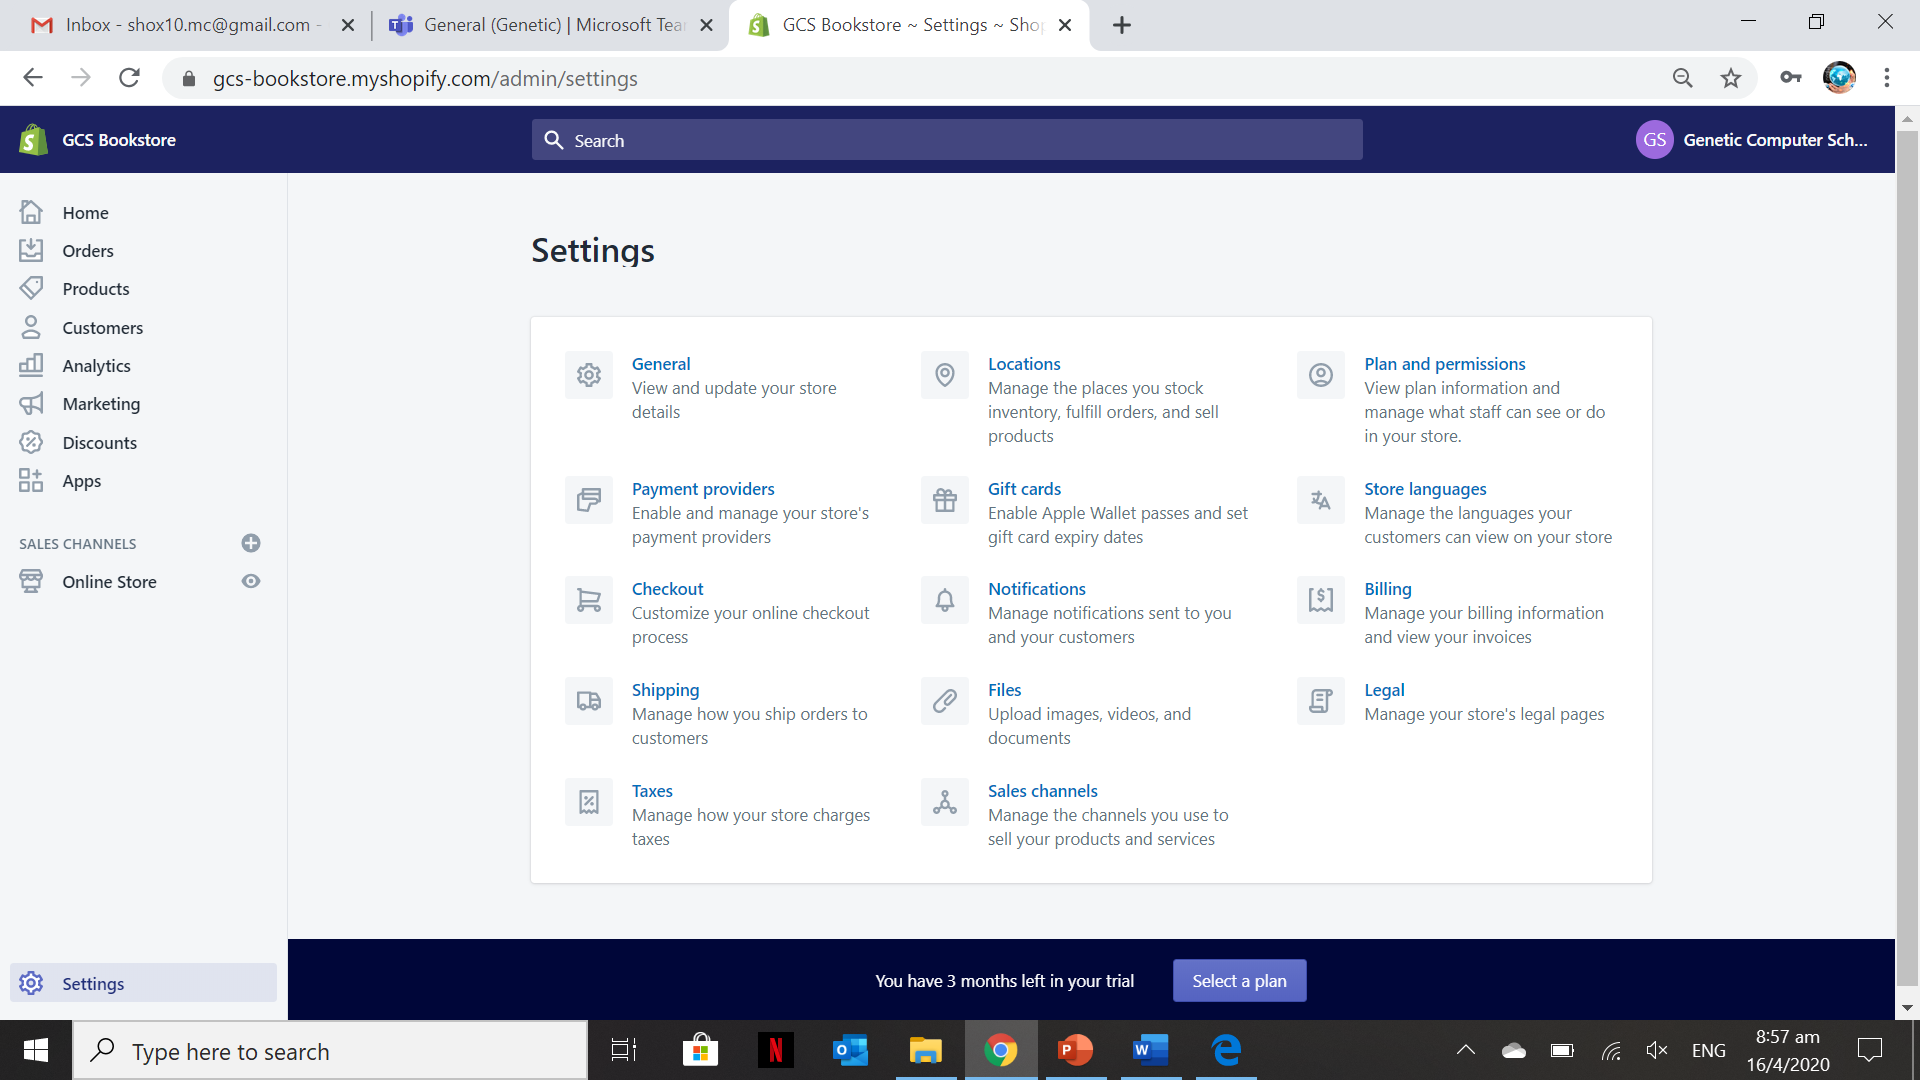 Inbox - shox10.mc@gmail.com -
General (Genetic) | Microsoft Tea
GCS Bookstore ~ Settings ~ Shop
gcs-bookstore.myshopify.com/admin/settings
GCS Bookstore
Search
GS
Genetic Computer Sch...
Home
Orders
Products
Customers
Analytics
Marketing
Discounts
Apps
SALES CHANNELS
Online Store
Settings
Settings
General
View and update your store
details
Locations
Manage the places you stock
inventory, fulfill orders, and sell
products
Plan and permissions
View plan information and
manage what staff can see or do
in your store.
Payment providers
Enable and manage your store's
payment providers
Gift cards
Enable Apple Wallet passes and set
gift card expiry dates
Store languages
Manage the languages your
customers can view on your store
Checkout
Customize your online checkout
process
Notifications
Manage notifications sent to you
and your customers
Billing
Manage your billing information
and view your invoices
Shipping
Manage how you ship orders to
customers
Files
Upload images, videos, and
documents
Legal
Manage your store's legal pages
Taxes
Manage how your store charges
taxes
Sales channels
Manage the channels you use to
sell your products and services
You have 3 months left in your trial
Select a plan
Type here to search
ENG
8:57 am
16/4/2020